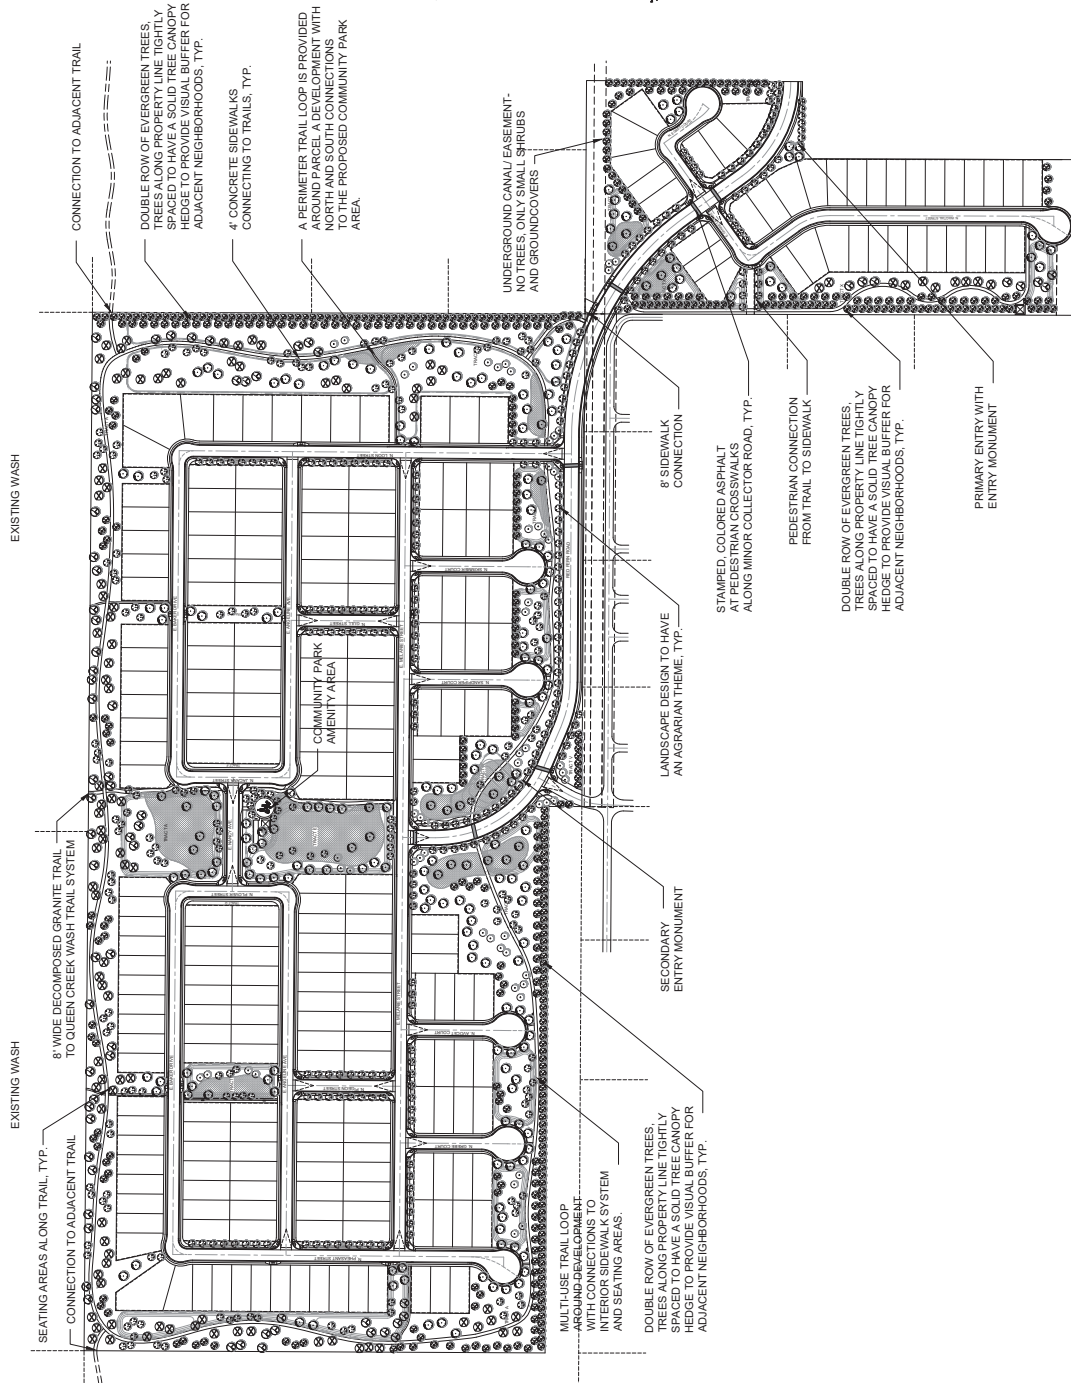 EXISTING WASH
EXISTING WASH
SEATING AREAS ALONG TRAIL, TYP.
CONNECTION TO ADJACENT TRAIL
8' WIDE DECOMPOSED GRANITE TRAIL
TO QUEEN CREEK WASH TRAIL SYSTEM
CONNECTION TO ADJACENT TRAIL
DOUBLE ROW OF EVERGREEN TREES,
TREES ALONG PROPERTY LINE TIGHTLY
SPACED TO HAVE A SOLID TREE CANOPY
HEDGE TO PROVIDE VISUAL BUFFER FOR
ADJACENT NEIGHBORHOODS, TYP.
4' CONCRETE SIDEWALKS
CONNECTING TO TRAILS, TYP.
A PERIMETER TRAIL LOOP IS PROVIDED
AROUND PARCEL A DEVELOPMENT WITH
NORTH AND SOUTH CONNECTIONS
TO THE PROPOSED COMMUNITY PARK
AREA.
COMMUNITY PARK
AMENITY AREA
UNDERGROUND CANAL/ EASEMENT-
NO TREES, ONLY SMALL SHRUBS
AND GROUNDCOVERS
MULTI-USE TRAIL LOOP
AROUND DEVELOPMENT
WITH CONNECTIONS TO
INTERIOR SIDEWALK SYSTEM
AND SEATING AREAS.
DOUBLE ROW OF EVERGREEN TREES,
TREES ALONG PROPERTY LINE TIGHTLY
SPACED TO HAVE A SOLID TREE CANOPY
HEDGE TO PROVIDE VISUAL BUFFER FOR
ADJACENT NEIGHBORHOODS, TYP.
SECONDARY
ENTRY MONUMENT
LANDSCAPE DESIGN TO HAVE
AN AGRARIAN THEME, TYP.
8' SIDEWALK
CONNECTION
STAMPED, COLORED ASPHALT
AT PEDESTRIAN CROSSWALKS
ALONG MINOR COLLECTOR ROAD, TYP.
PEDESTRIAN CONNECTION
FROM TRAIL TO SIDEWALK
DOUBLE ROW OF EVERGREEN TREES,
TREES ALONG PROPERTY LINE TIGHTLY
SPACED TO HAVE A SOLID TREE CANOPY
HEDGE TO PROVIDE VISUAL BUFFER FOR
ADJACENT NEIGHBORHOODS, TYP.
PRIMARY ENTRY WITH
ENTRY MONUMENT